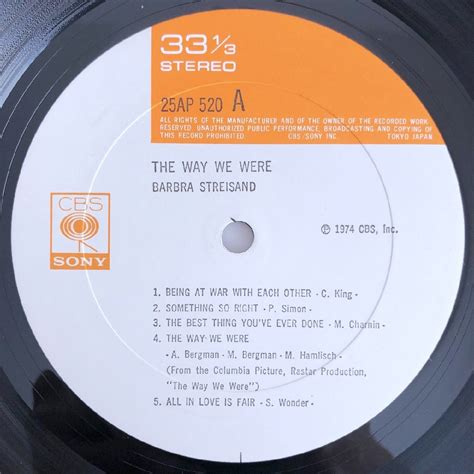 33 1/3
STEREO
25AP 520 A
ALL RIGHTS OF THE MANUFACTURER AND OF THE OWNER OF THE RECORDED WORK
RESERVED UNAUTHORIZED PUBLIC PERFORMANCE, BROADCASTING AND COPYING OF
THIS RECORD PROHIBITED CBS/SONY INC. TOKYO JAPAN
THE WAY WE WERE
BARBRA STREISAND
CBS
SONY
Ⓟ 1974 CBS, Inc.
1. BEING AT WAR WITH EACH OTHER - C. King -
2. SOMETHING SO RIGHT - P. Simon -
3. THE BEST THING YOU'VE EVER DONE - M. Charnin -
4. THE WAY WE WERE
- A. Bergman - M. Bergman - M. Hamlisch -
(From the Columbia Picture, Rastar Production,
"The Way We Were")
5. ALL IN LOVE IS FAIR - S. Wonder -